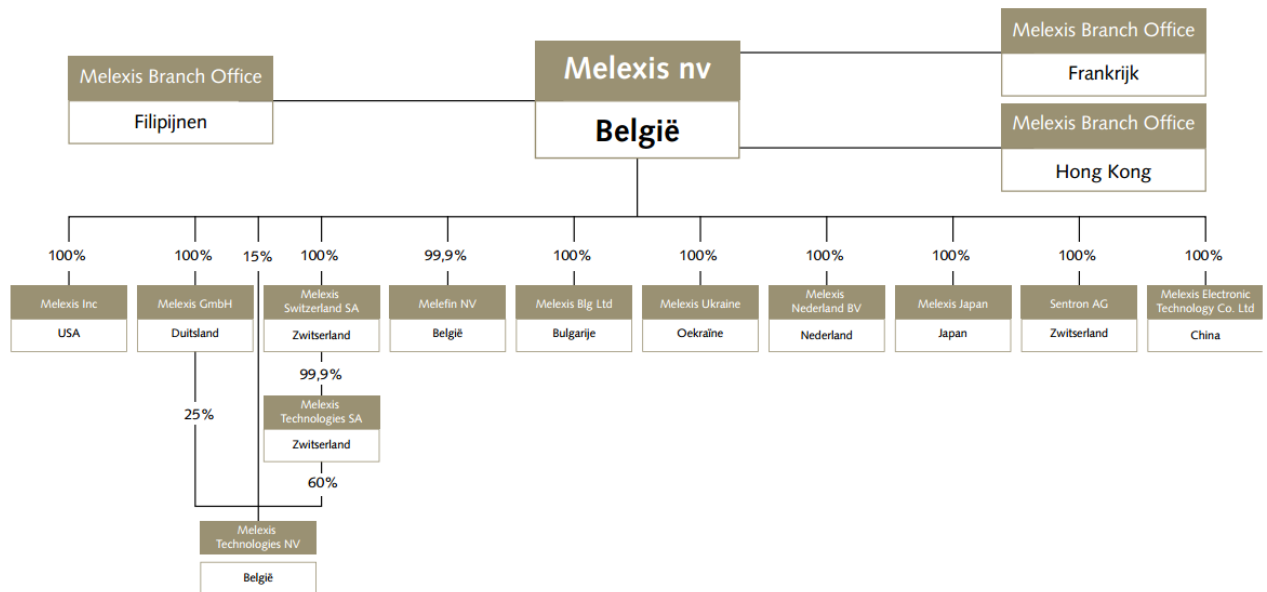 Melexis Branch Office
Filipijnen
Melexis nv
België
Melexis Branch Office
Frankrijk
Melexis Branch Office
Hong Kong
100%
100%
15%
100%
99,9%
100%
100%
100%
100%
100%
100%
Melexis Inc
USA
Melexis GmbH
Duitsland
Melexis
Switzerland SA
Zwitserland
Melefin NV
België
Melexis Blg Ltd
Bulgarije
Melexis Ukraine
Oekraïne
Melexis
Nederland BV
Nederland
Melexis Japan
Japan
Sentron AG
Zwitserland
Melexis Electronic
Technology Co. Ltd
China
99,9%
25%
Melexis
Technologies SA
Zwitserland
60%
Melexis
Technologies NV
België